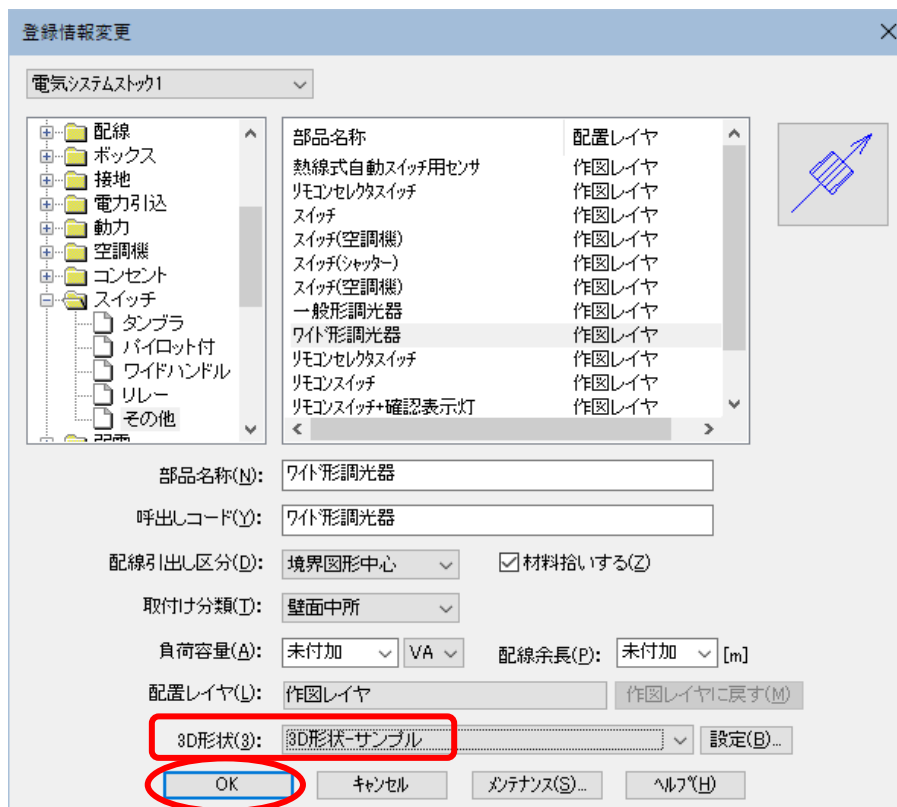 登録情報変更
電気システムストック1
配線
ボックス
接地
電力引込
動力
空調機
コンセント
スイッチ
タンブラ
パイロット付
ワイドハンドル
リレー
その他
部品名称 配置レイヤ
熱線式自動スイッチ用センサ 作図レイヤ
リモコンセレクタスイッチ 作図レイヤ
スイッチ 作図レイヤ
スイッチ(空調機) 作図レイヤ
スイッチ(シャッター) 作図レイヤ
スイッチ(空調機) 作図レイヤ
一般形調光器 作図レイヤ
ワイド形調光器 作図レイヤ
リモコンセレクタスイッチ 作図レイヤ
リモコンスイッチ 作図レイヤ
リモコンスイッチ+確認表示灯 作図レイヤ
部品名称(N): ワイド形調光器
呼出しコード(Y): ワイド形調光器
配線引出し区分(D): 境界図形中心 材料拾いする(Z)
取付け分類(T): 壁面中所
負荷容量(A): 未付加 VA 配線余長(P): 未付加 [m]
配置レイヤ(L): 作図レイヤ 作図レイヤに戻す(M)
3D形状(3): 3D形状-サンプル 設定(B)...
OK キャンセル メンテナンス(S)... ヘルプ(H)